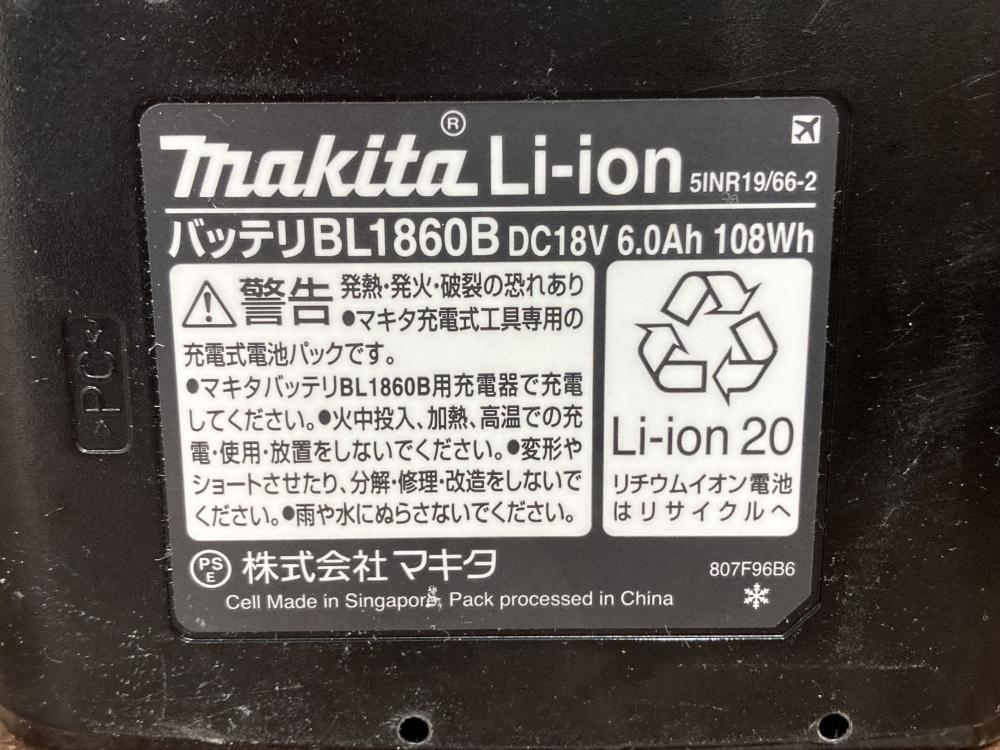 makita® Li-ion 5INR19/66-2
バッテリBL1860B DC18V 6.0Ah 108Wh
警告 発熱・発火・破裂の恐れあり
●マキタ充電式工具専用の
充電式電池パックです。
●マキタバッテリBL1860B用充電器で充電
してください。●火中投入、加熱、高温での充
電・使用・放置をしないでください。●変形や
ショートさせたり、分解・修理・改造をしないで
ください。●雨や水にぬらさないでください。
Li-ion 20
リチウムイオン電池
はリサイクルへ
PSE 株式会社マキタ
807F96B6
Cell Made in Singapore, Pack processed in China
>PC<